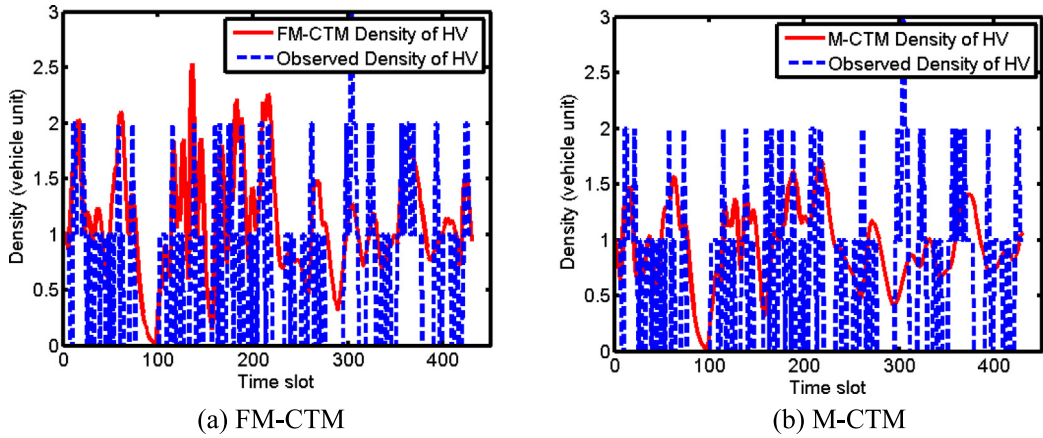 FM-CTM Density of HV
Observed Density of HV
Density (vehicle unit)
3
2.5
2
1.5
1
0.5
0
0 100 200 300 400
Time slot
(a) FM-CTM
M-CTM Density of HV
Observed Density of HV
Density (vehicle unit)
3
2.5
2
1.5
1
0.5
0
0 100 200 300 400
Time slot
(b) M-CTM